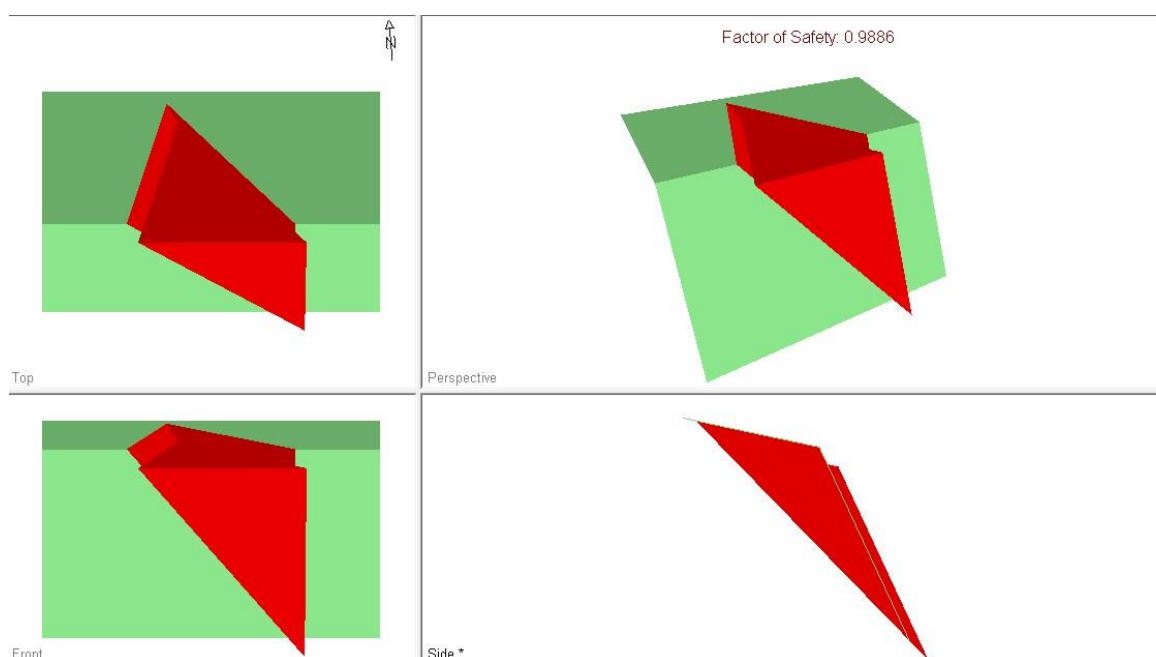 N
Factor of Safety: 0.9886
Top
Perspective
Front
Side *